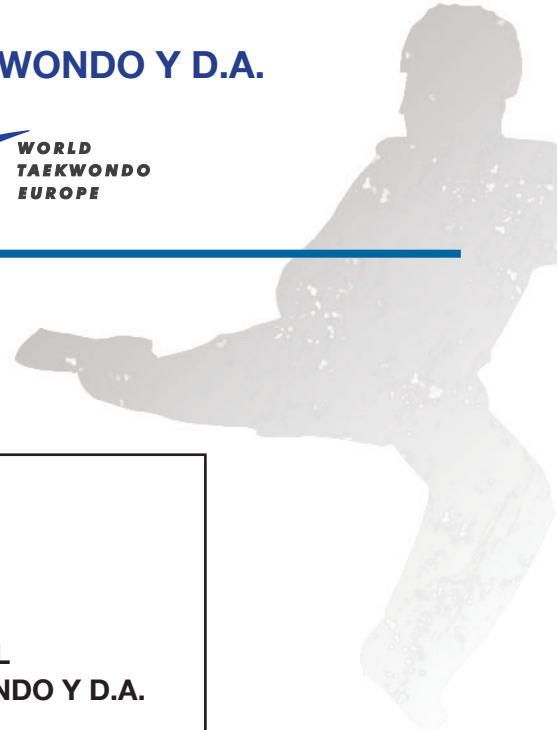 WONDO Y D.A.
WORLD
TAEKWONDO
EUROPE
L
NDO Y D.A.